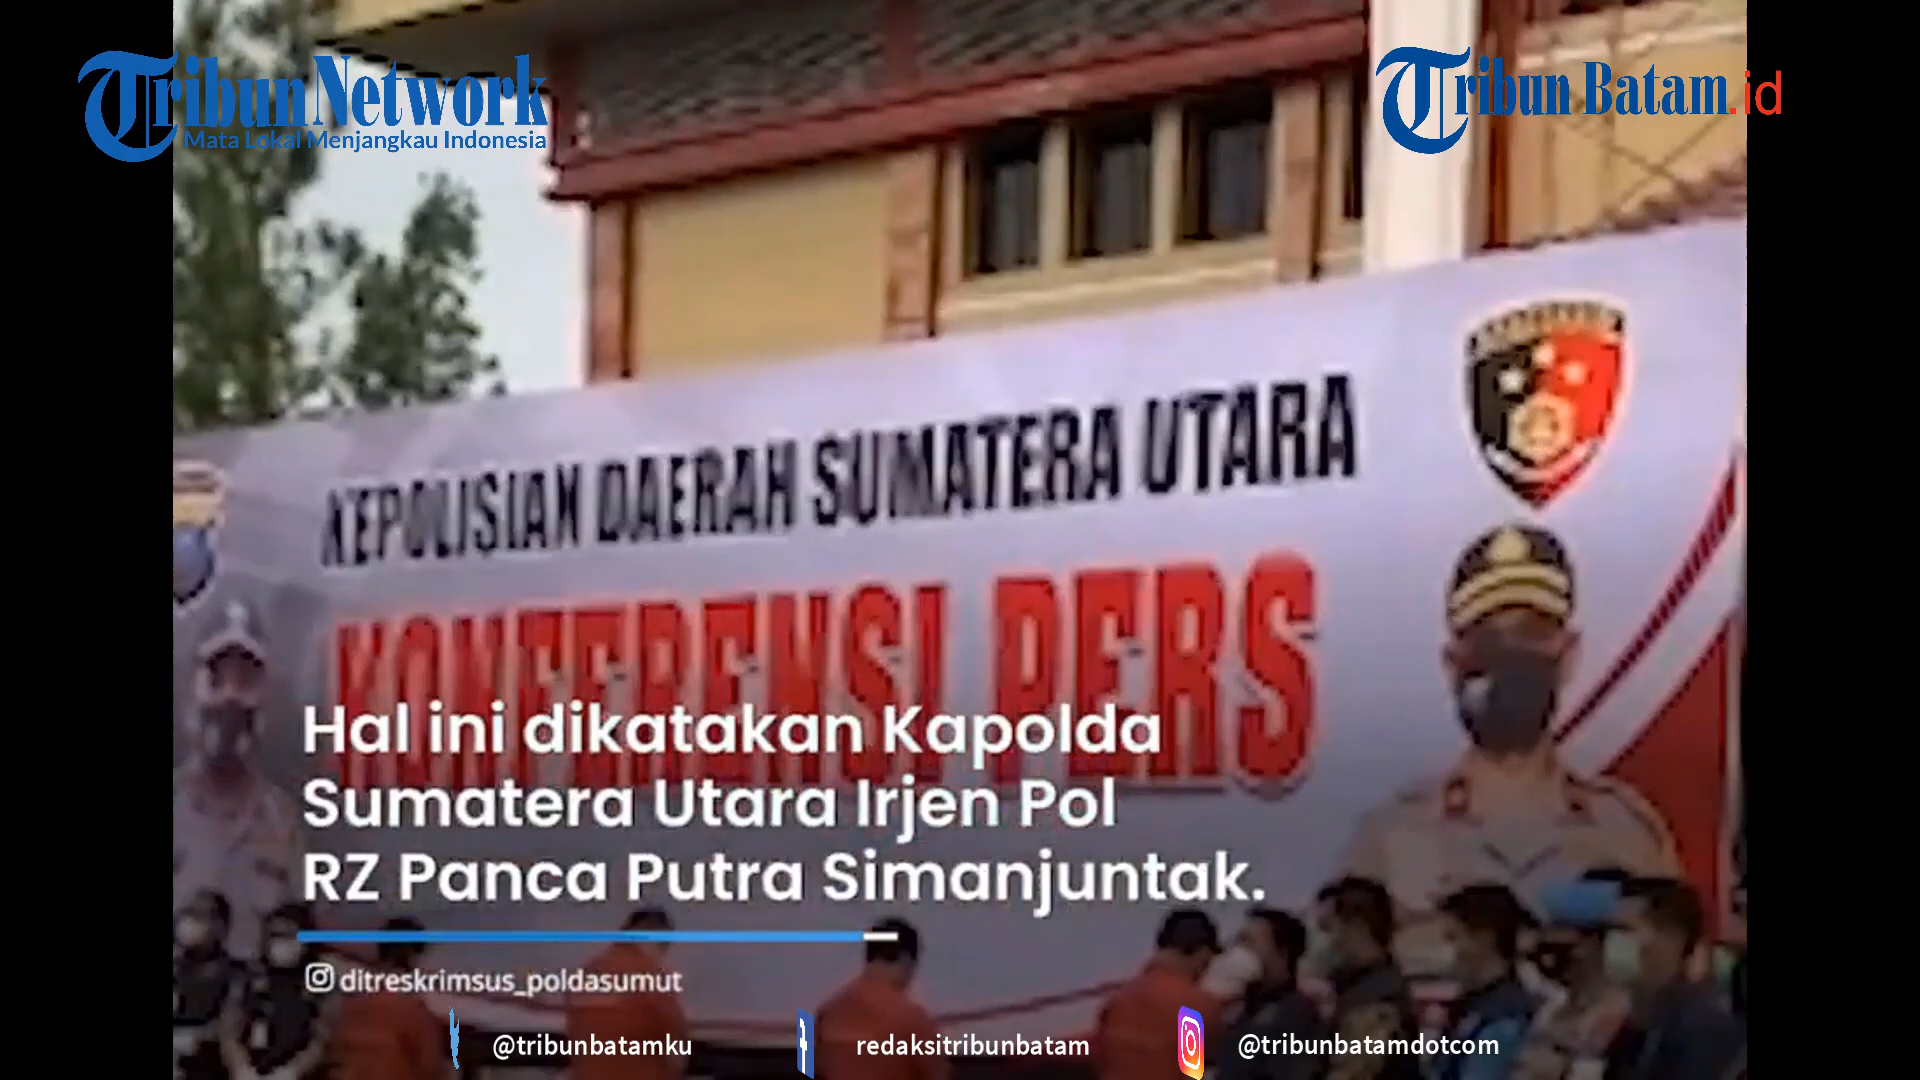 TribunNetwork
Mata Lokal Menjangkau Indonesia
Tribun Batam.id
KEPOLISIAN DAERAH SUMATERA UTARA
KONFERENSI PERS
Hal ini dikatakan Kapolda
Sumatera Utara Irjen Pol
RZ Panca Putra Simanjuntak.
ditreskrimsus_poldasumut
@tribunbatamku
redaksitribunbatam
@tribunbatamdotcom